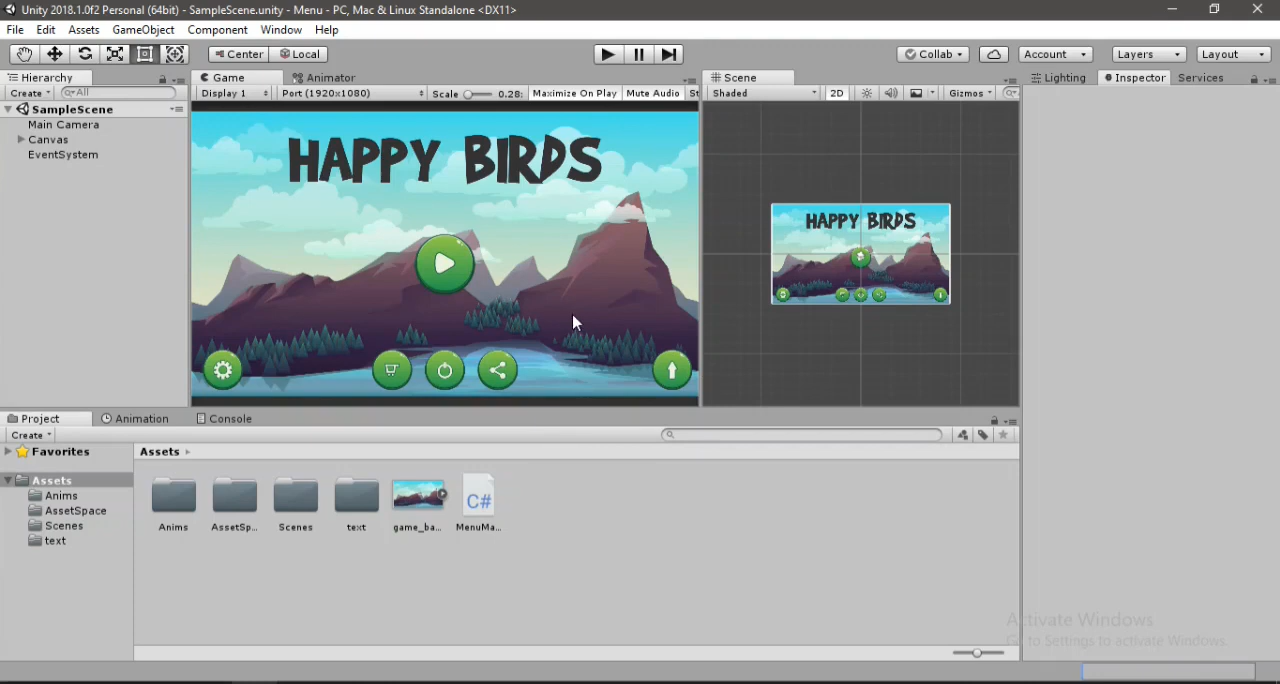 Unity 2018.1.0f2 Personal (64bit) - SampleScene.unity - Menu - PC, Mac & Linux Standalone <DX11>
File Edit Assets GameObject Component Window Help
Center Local Collab Account Layers Layout
Hierarchy Game Animator Scene Lighting Inspector Services
Create All Display 1 Port (1920x1080) Scale 0.28: Maximize On Play Mute Audio St Shaded 2D Gizmos
SampleScene
Main Camera
Canvas
EventSystem
HAPPY BIRDS
HAPPY BIRDS
Project Animation Console
Create
Favorites
Assets
Assets
Anims
AssetSpace
Scenes
text
C#
Anims AssetSp... Scenes text game_ba... MenuMa...
Activate Windows
Go to Settings to activate Windows.